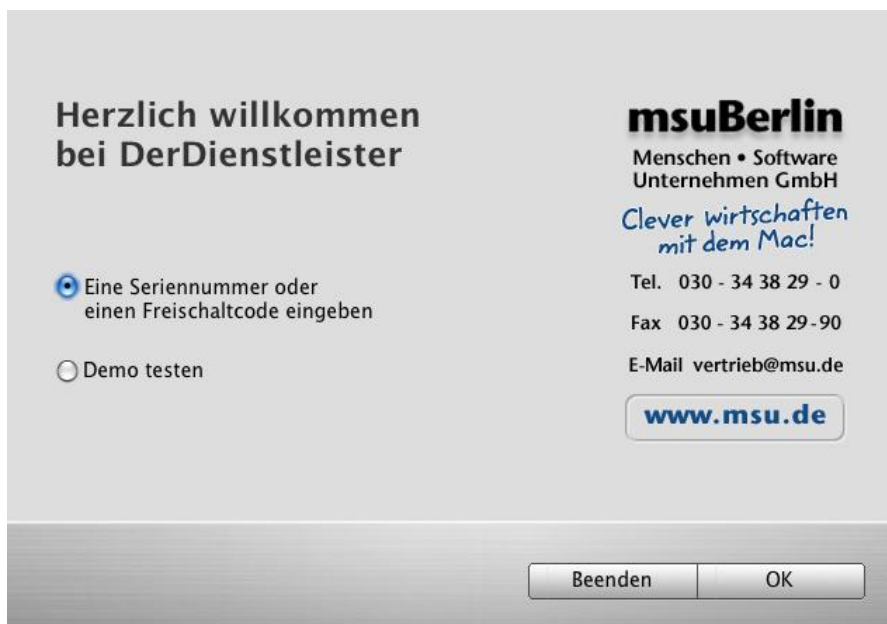 Herzlich willkommen
bei DerDienstleister
Eine Seriennummer oder
einen Freischaltcode eingeben
Demo testen
msuBerlin
Menschen • Software
Unternehmen GmbH
Clever wirtschaften
mit dem Mac!
Tel. 030 - 34 38 29 - 0
Fax 030 - 34 38 29-90
E-Mail vertrieb@msu.de
www.msu.de
Beenden OK